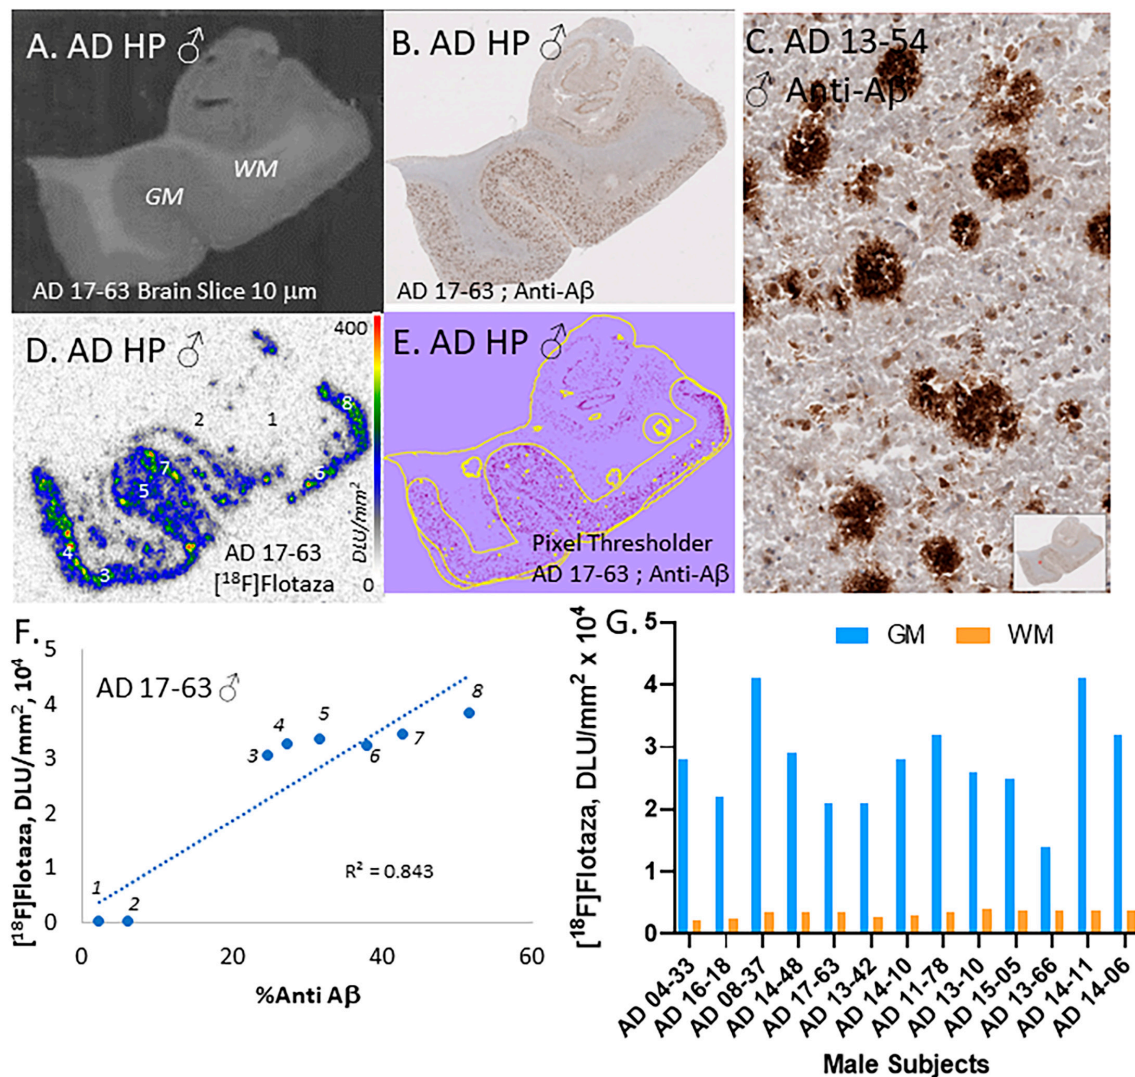 A. AD HP ♂
GM
WM
AD 17-63 Brain Slice 10 μm
B. AD HP ♂
AD 17-63 ; Anti-Aβ
C. AD 13-54
♂ Anti-Aβ
D. AD HP ♂
400
2
1
8
7
6
5
4
3
DLU/mm²
AD 17-63
[¹⁸F]Flotaza
0
E. AD HP ♂
Pixel Thresholder
AD 17-63 ; Anti-Aβ
F.
[¹⁸F]Flotaza, DLU/mm², 10⁴
5
4
3
2
1
0
AD 17-63 ♂
1
2
3
4
5
6
7
8
R² = 0.843
0
20
40
60
%Anti Aβ
G.
GM
WM
[¹⁸F]Flotaza, DLU/mm² x 10⁴
4
3
2
1
0
AD 04-33
AD 16-18
AD 08-37
AD 14-48
AD 17-63
AD 13-42
AD 14-10
AD 11-78
AD 13-10
AD 15-05
AD 13-66
AD 14-11
AD 14-06
Male Subjects